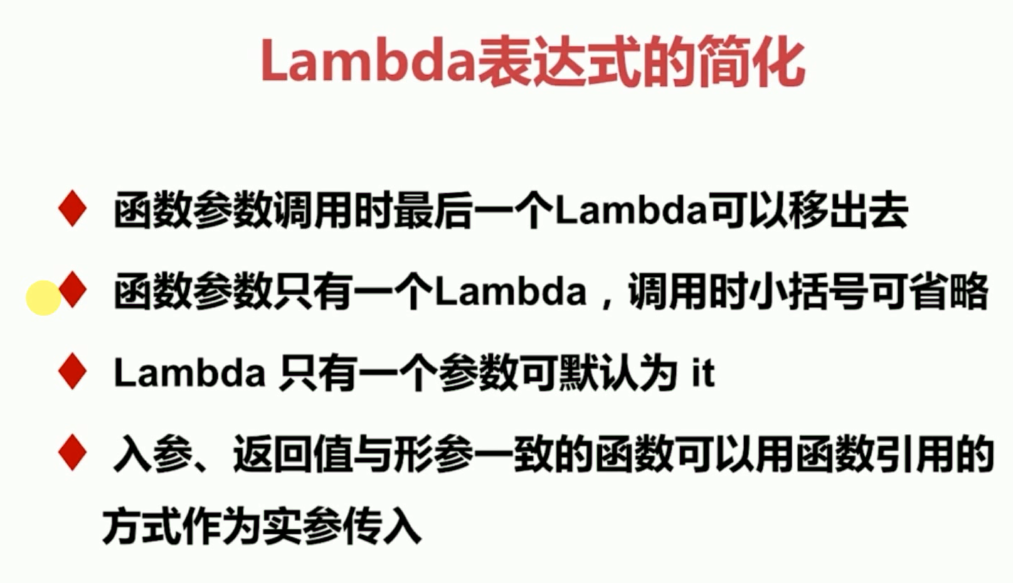 Lambda表达式的简化
函数参数调用时最后一个Lambda可以移出去
函数参数只有一个Lambda，调用时小括号可省略
Lambda 只有一个参数可默认为 it
入参、返回值与形参一致的函数可以用函数引用的
方式作为实参传入